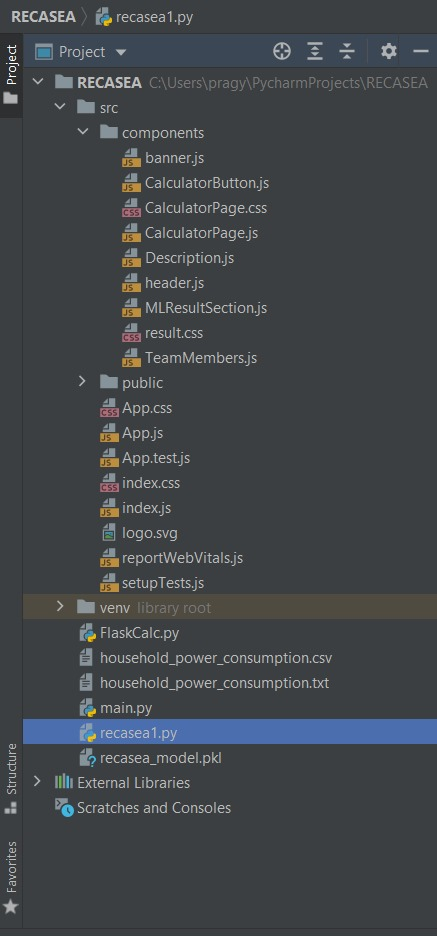 RECASEA recasea1.py
Project
Project
RECASEA C:\Users\pragy\PycharmProjects\RECASEA
src
components
banner.js
CalculatorButton.js
CalculatorPage.css
CalculatorPage.js
Description.js
header.js
MLResultSection.js
result.css
TeamMembers.js
public
App.css
App.js
App.test.js
index.css
index.js
logo.svg
reportWebVitals.js
setupTests.js
venv library root
FlaskCalc.py
household_power_consumption.csv
household_power_consumption.txt
main.py
recasea1.py
recasea_model.pkl
External Libraries
Scratches and Consoles
Structure
Favorites